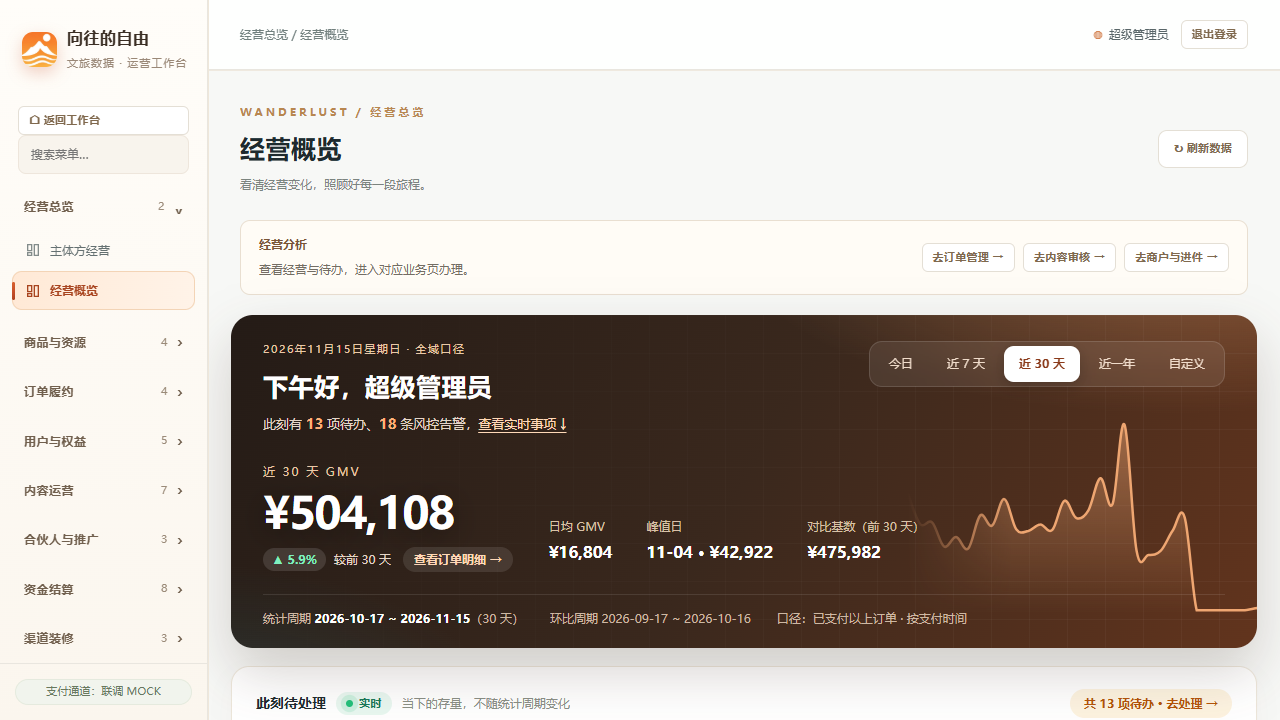 向往的自由
文旅数据 · 运营工作台
返回工作台
搜索菜单...
经营总览 2
主体方经营
经营概览
商品与资源 4
订单履约 4
用户与权益 5
内容运营 7
合伙人与推广 3
资金结算 8
渠道装修 3
支付通道：联调 MOCK
经营总览 / 经营概览
超级管理员
退出登录
WANDERLUST / 经营总览
经营概览
看清经营变化，照顾好每一段旅程。
↻ 刷新数据
经营分析
查看经营与待办，进入对应业务页办理。
去订单管理 →
去内容审核 →
去商户与进件 →
2026年11月15日星期日 · 全域口径
下午好，超级管理员
此刻有 13 项待办、18 条风控告警，查看实时事项 ↓
今日
近 7 天
近 30 天
近一年
自定义
近 30 天 GMV
¥504,108
▲ 5.9% 较前 30 天 查看订单明细 →
日均 GMV
¥16,804
峰值日
11-04 • ¥42,922
对比基数（前 30 天）
¥475,982
统计周期 2026-10-17 ~ 2026-11-15（30 天）
环比周期 2026-09-17 ~ 2026-10-16
口径：已支付以上订单 · 按支付时间
此刻待处理 实时 当下的存量，不随统计周期变化
共 13 项待办 • 去处理 →